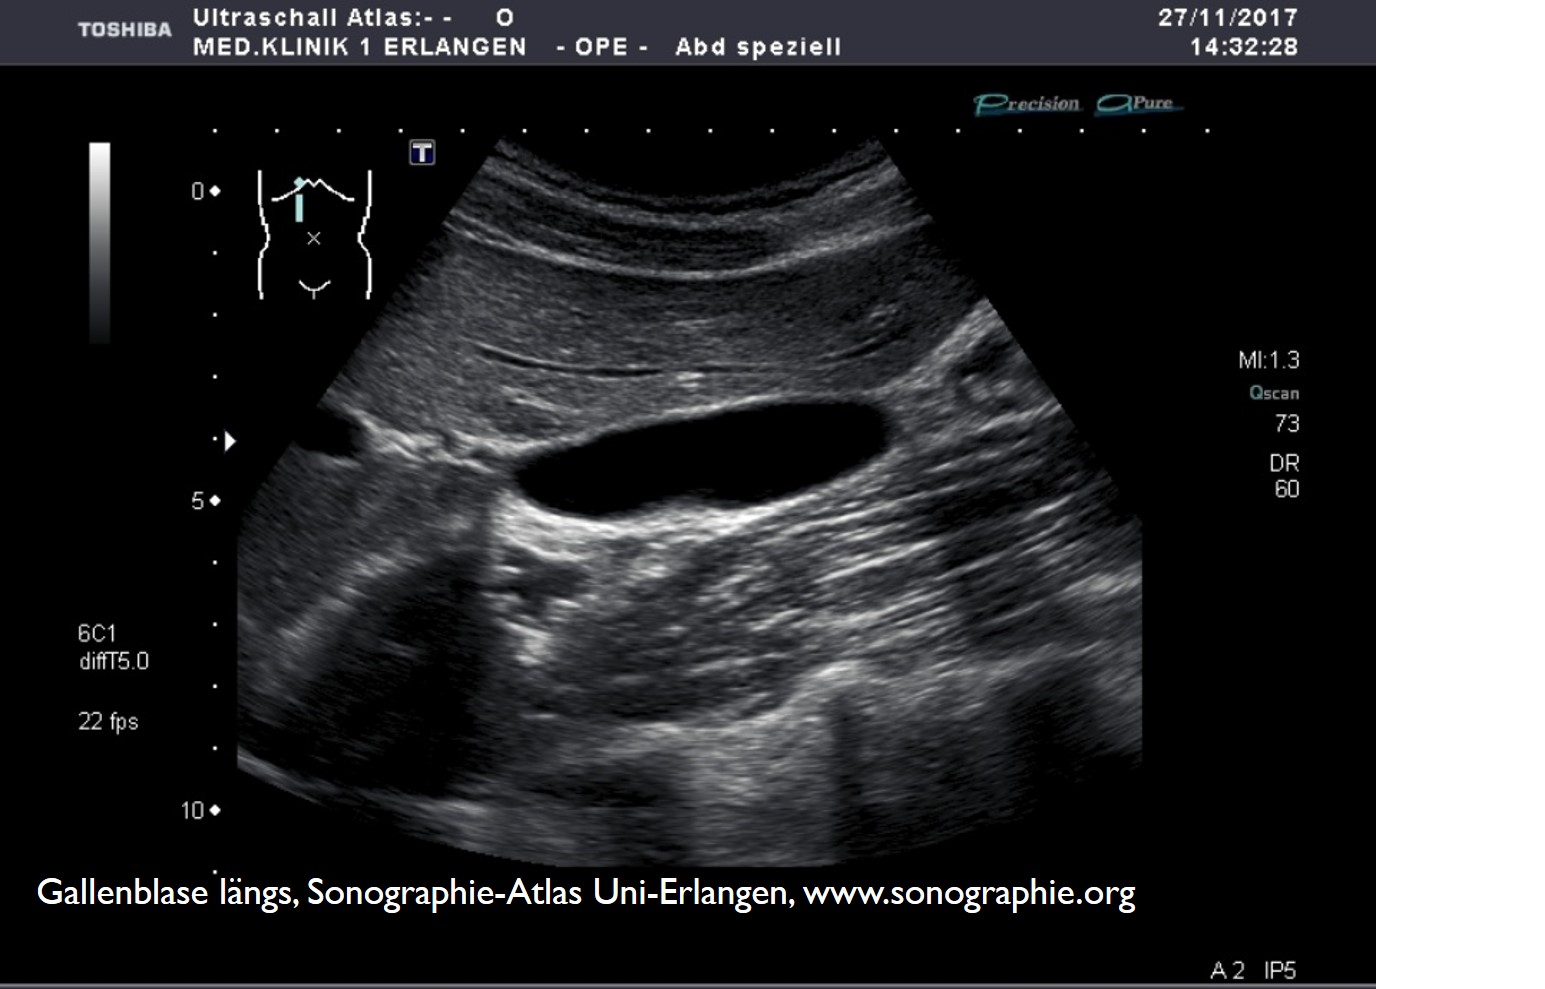 TOSHIBA
Ultraschall Atlas:- - O
MED.KLINIK 1 ERLANGEN - OPE - Abd speziell
27/11/2017
14:32:28
Precision APure
T
0
5
10
MI:1.3
Qscan
73
DR
60
6C1
diffT5.0
22 fps
Gallenblase längs, Sonographie-Atlas Uni-Erlangen, www.sonographie.org
A 2 IP5